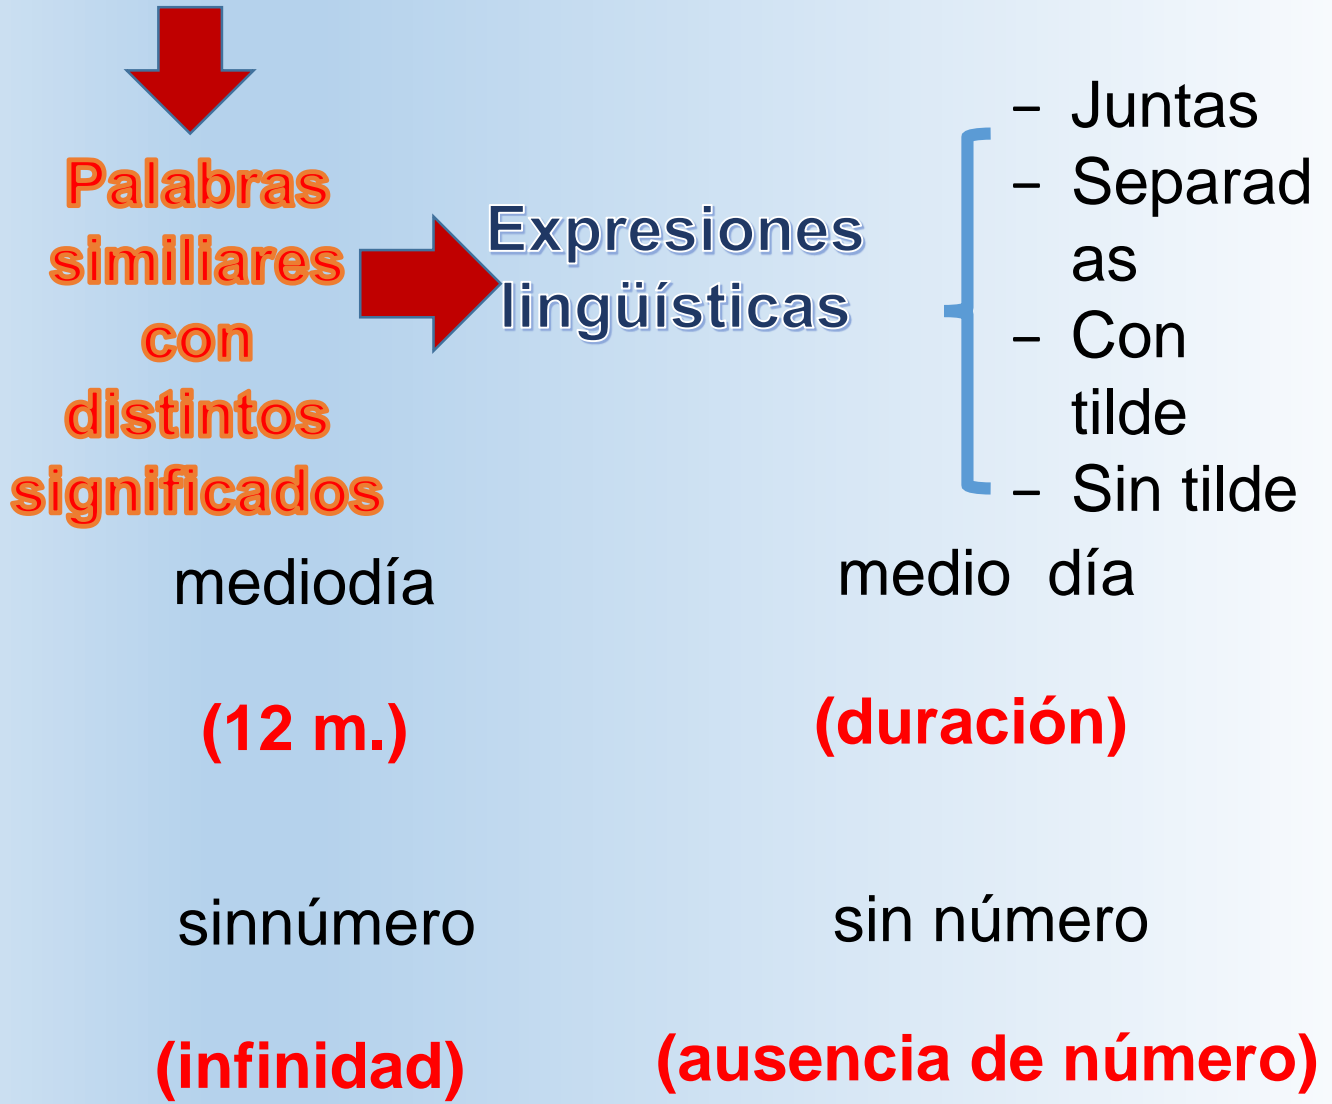 Palabras
similiares
con
distintos
significados
Expresiones
lingüísticas
– Juntas
– Separad
as
– Con
tilde
– Sin tilde
mediodía
medio día
(12 m.)
(duración)
sinnúmero
sin número
(infinidad)
(ausencia de número)